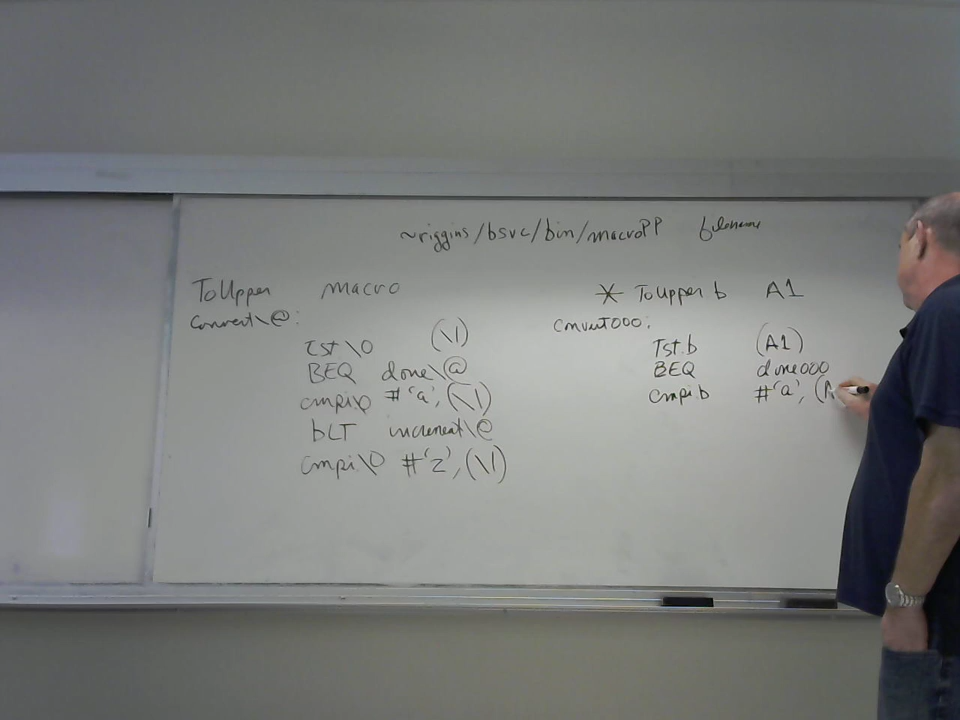 ~riggins/bsvc/bin/macroPP filename
ToUpper macro
convert\@:
tst\0 (\1)
BEQ done\@
cmpi\0 #'a', (\1)
bLT increment\@
cmpi\0 #'z', (\1)
* ToUpper b A1
convert000:
Tst.b (A1)
BEQ done000
cmpi.b #'a', (A